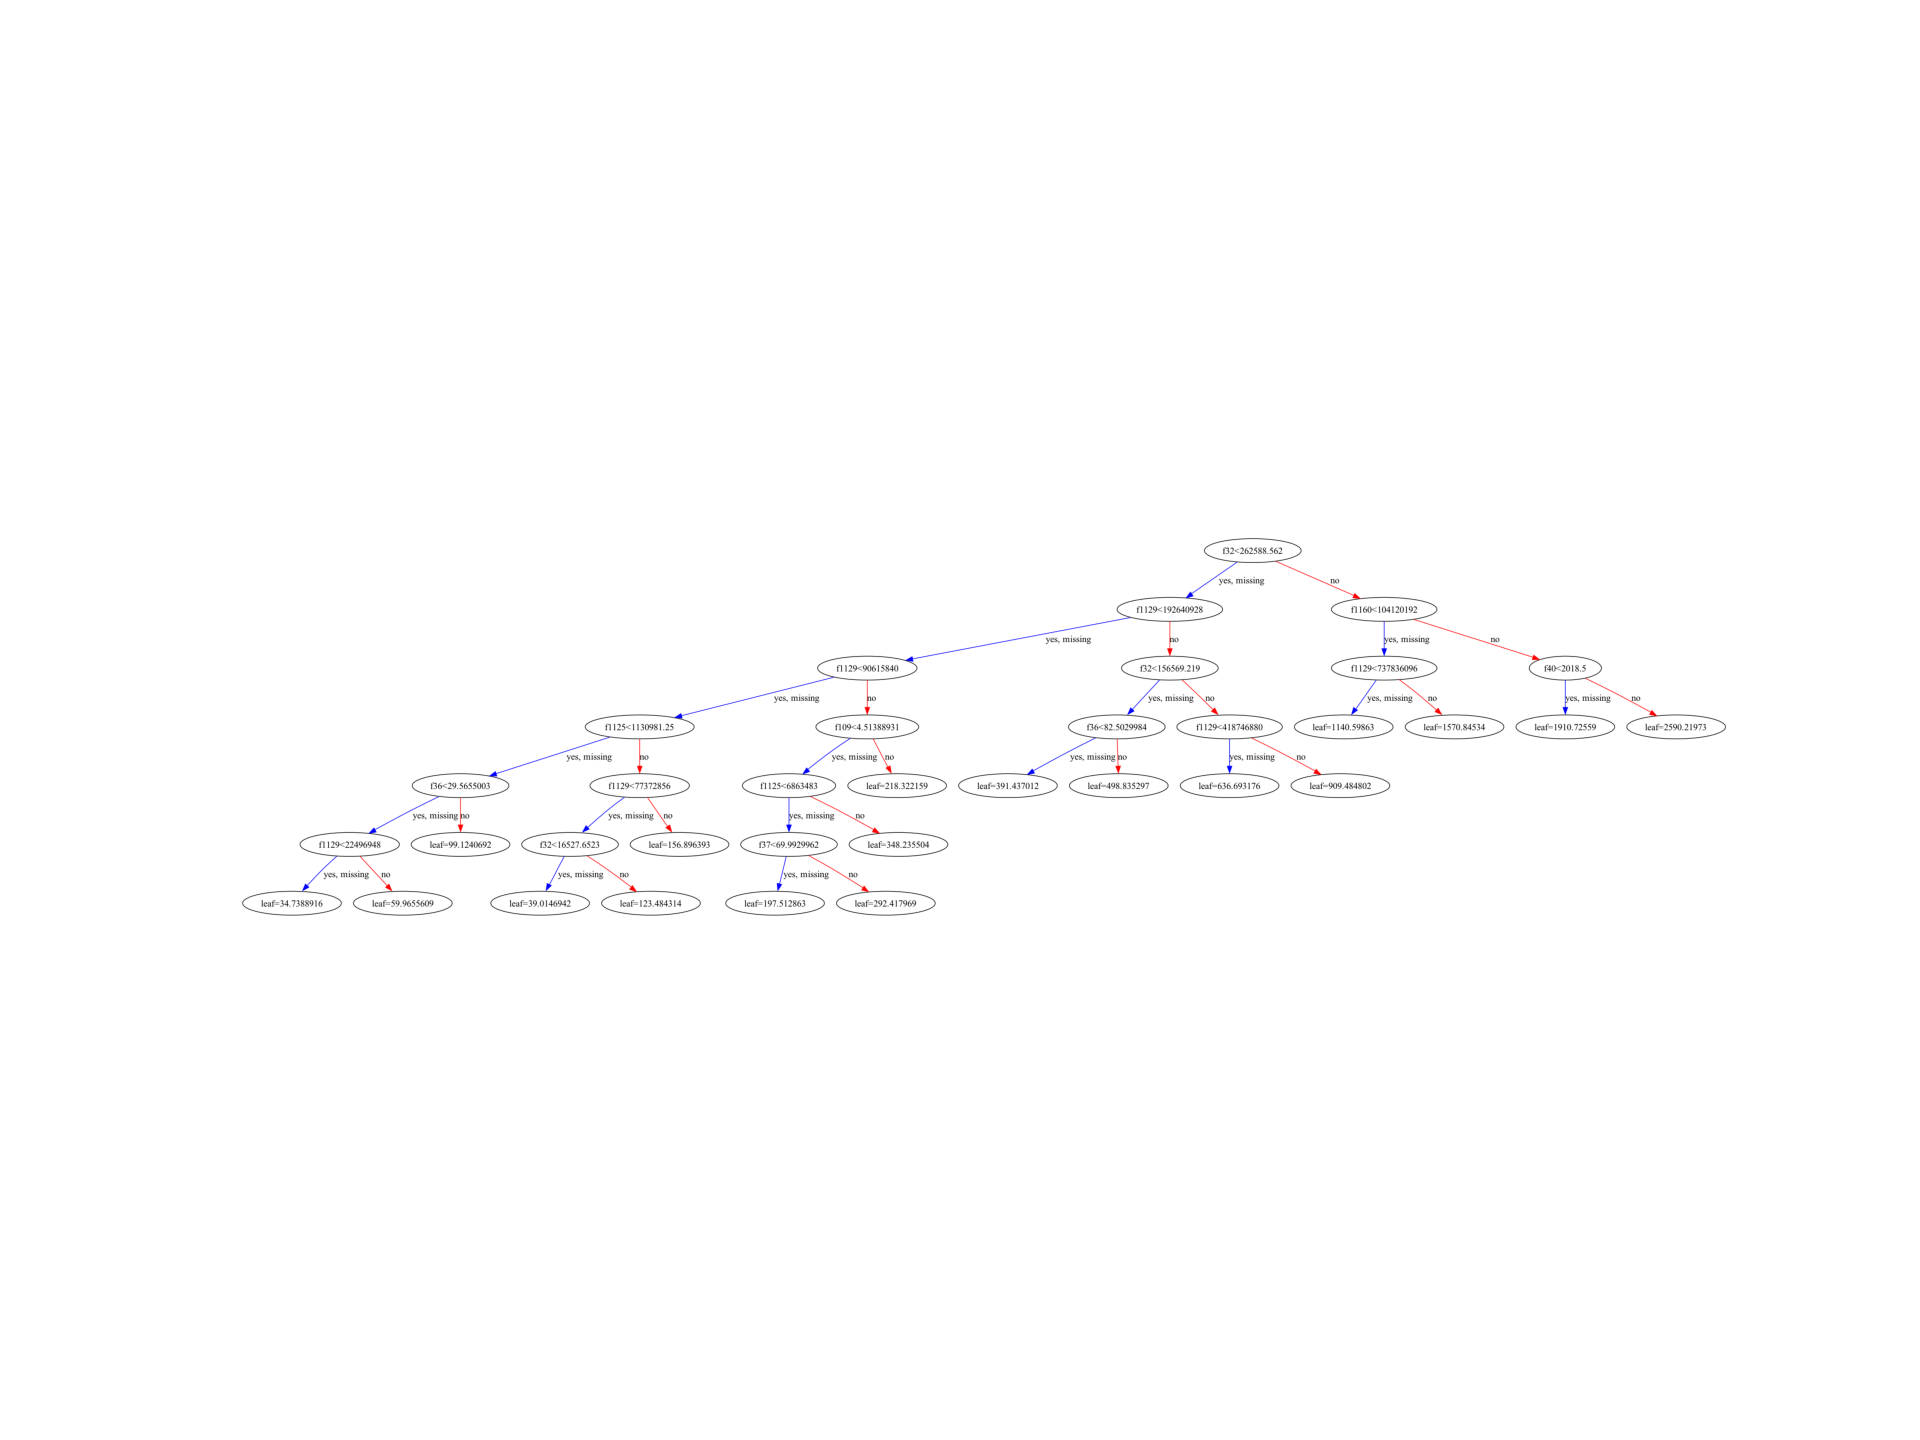 f32<262588.562
yes, missing
no
f1129<192640928
f1160<104120192
yes, missing
no
yes, missing
no
f1129<90615840
f32<156569.219
f1129<737836096
f40<2018.5
yes, missing
no
yes, missing
no
yes, missing
no
yes, missing
no
f1125<1130981.25
f109<4.51388931
f36<82.5029984
f1129<418746880
leaf=1140.59863
leaf=1570.84534
leaf=1910.72559
leaf=2590.21973
yes, missing
no
yes, missing
no
yes, missing
no
yes, missing
no
f36<29.5655003
f1129<77372856
f1125<6863483
leaf=218.322159
leaf=391.437012
leaf=498.835297
leaf=636.693176
leaf=909.484802
yes, missing
no
yes, missing
no
yes, missing
no
f1129<22496948
leaf=99.1240692
f32<16527.6523
leaf=156.896393
f37<69.9929962
leaf=348.235504
yes, missing
no
yes, missing
no
yes, missing
no
leaf=34.7388916
leaf=59.9655609
leaf=39.0146942
leaf=123.484314
leaf=197.512863
leaf=292.417969